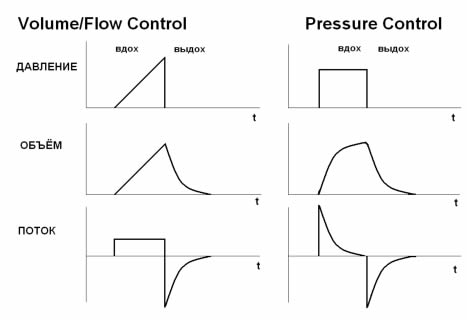 Volume/Flow Control Pressure Control
вдох выдох вдох выдох
ДАВЛЕНИЕ
t t
ОБЪЁМ
t t
ПОТОК
t t